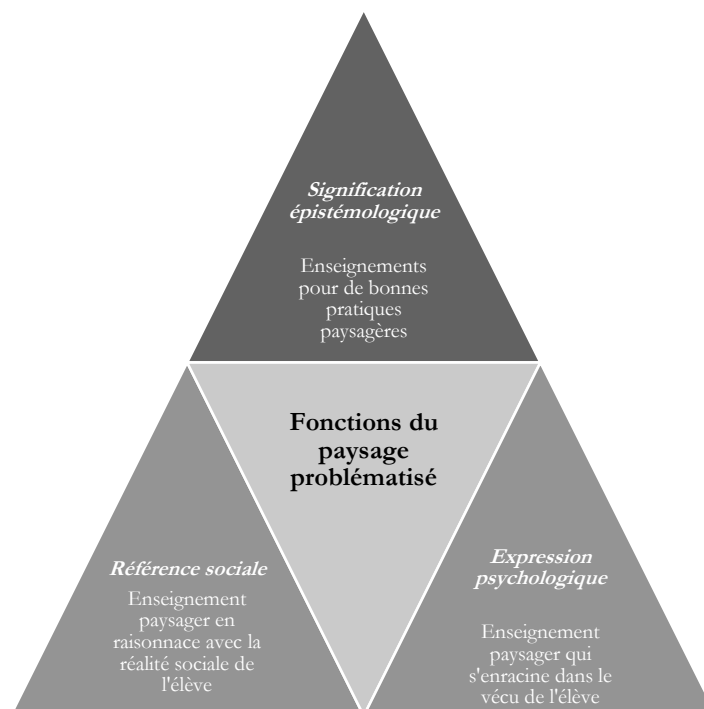 Signification
épistémologique
Enseignements
pour de bonnes
pratiques
paysagères
Fonctions du
paysage
problématisé
Référence sociale
Enseignement
paysager en
raisonnace avec la
réalité sociale de
l'élève
Expression
psychologique
Enseignement
paysager qui
s'enracine dans le
vécu de l'élève